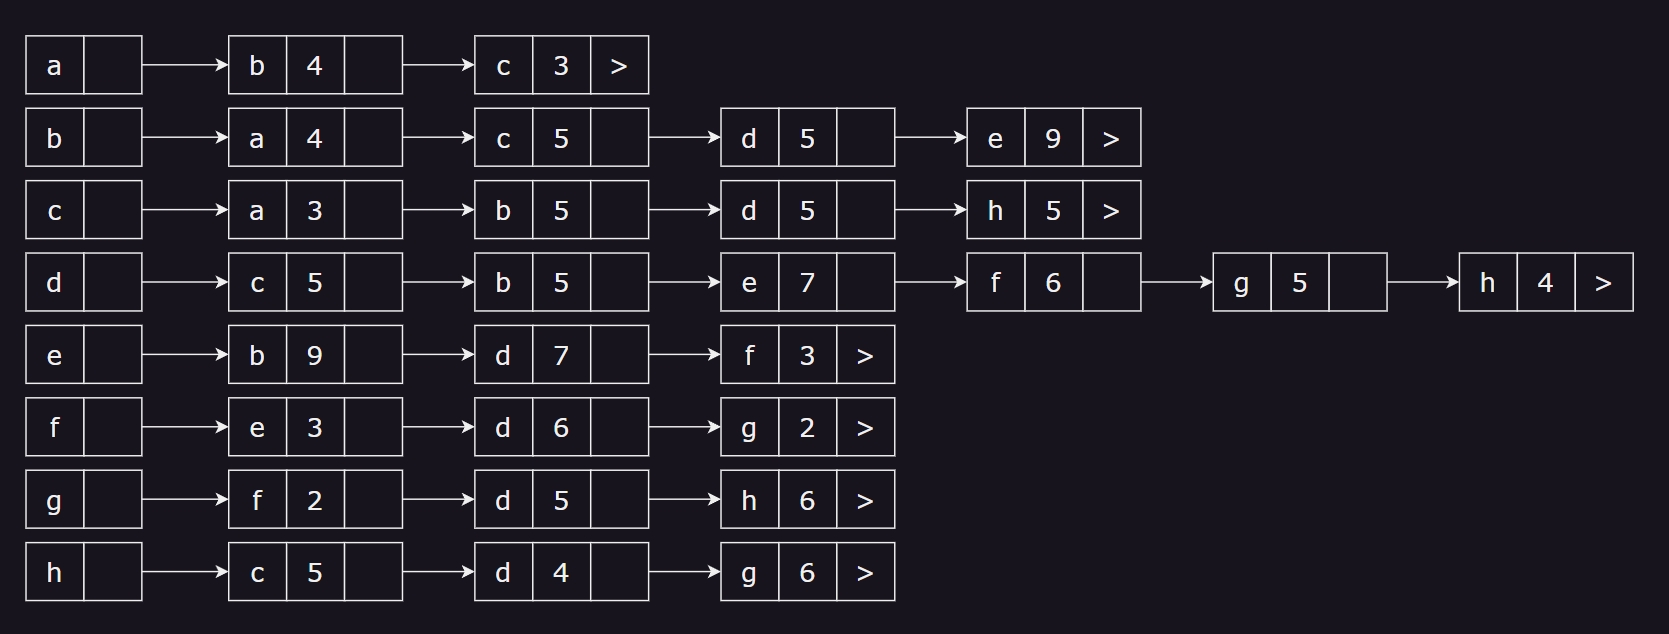 a b 4 c 3 >
b a 4 c 5 d 5 e 9 >
c a 3 b 5 d 5 h 5 >
d c 5 b 5 e 7 f 6 g 5 h 4 >
e b 9 d 7 f 3 >
f e 3 d 6 g 2 >
g f 2 d 5 h 6 >
h c 5 d 4 g 6 >